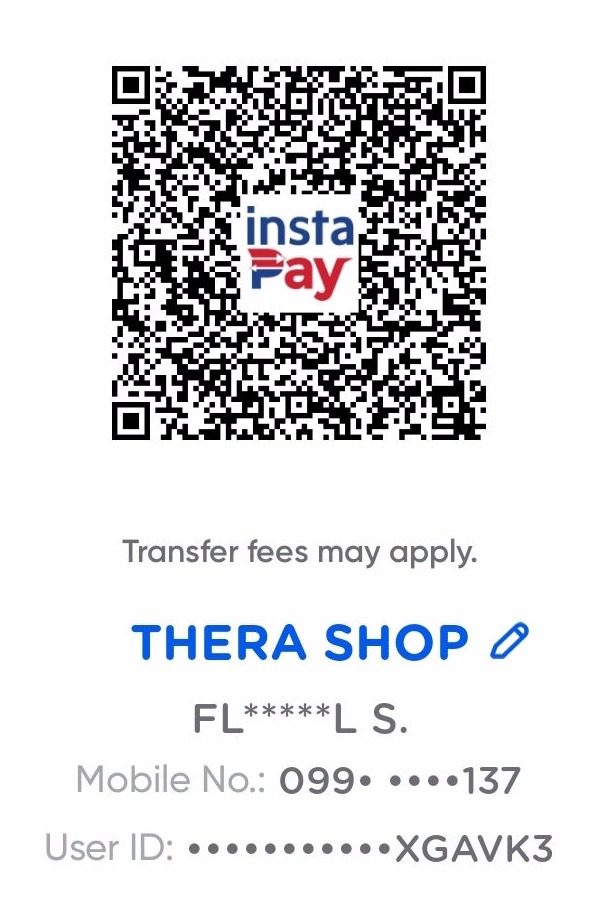 insta
Pay
Transfer fees may apply.
THERA SHOP
FL*****L S.
Mobile No.: 099• ••••137
User ID: •••••••••••XGAVK3